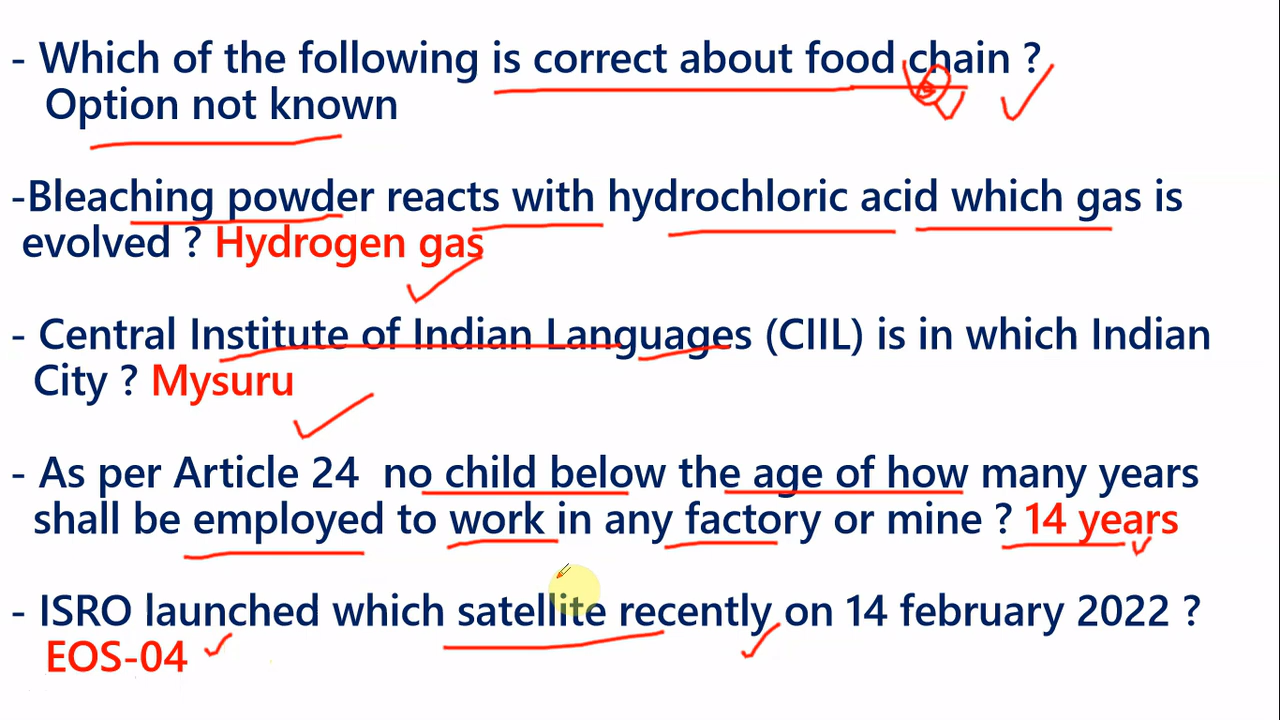 - Which of the following is correct about food chain ?
Option not known
-Bleaching powder reacts with hydrochloric acid which gas is
evolved ? Hydrogen gas
- Central Institute of Indian Languages (CIIL) is in which Indian
City ? Mysuru
- As per Article 24 no child below the age of how many years
shall be employed to work in any factory or mine ? 14 years
- ISRO launched which satellite recently on 14 february 2022 ?
EOS-04